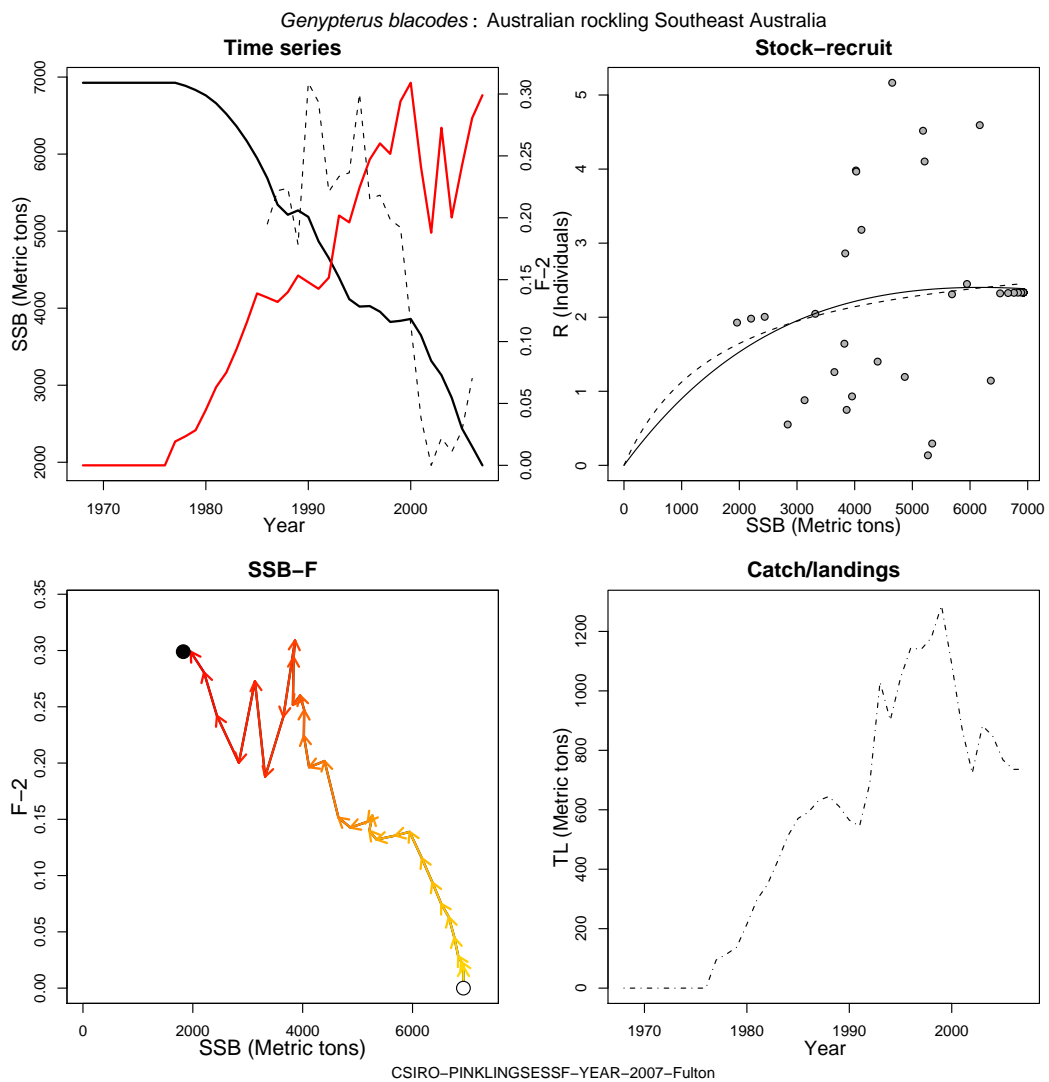 Genypterus blacodes : Australian rockling Southeast Australia
Time series
SSB (Metric tons)
7000
6000
5000
4000
3000
2000
0.30
0.25
0.20
0.15
0.10
0.05
0.00
F−2
1970 1980 1990 2000
Year
Stock−recruit
R (Individuals)
5
4
3
2
1
0
0 1000 2000 3000 4000 5000 6000 7000
SSB (Metric tons)
SSB−F
F−2
0.35
0.30
0.25
0.20
0.15
0.10
0.05
0.00
0 2000 4000 6000
SSB (Metric tons)
Catch/landings
TL (Metric tons)
1200
1000
800
600
400
200
0
1970 1980 1990 2000
Year
CSIRO−PINKLINGSESSF−YEAR−2007−Fulton